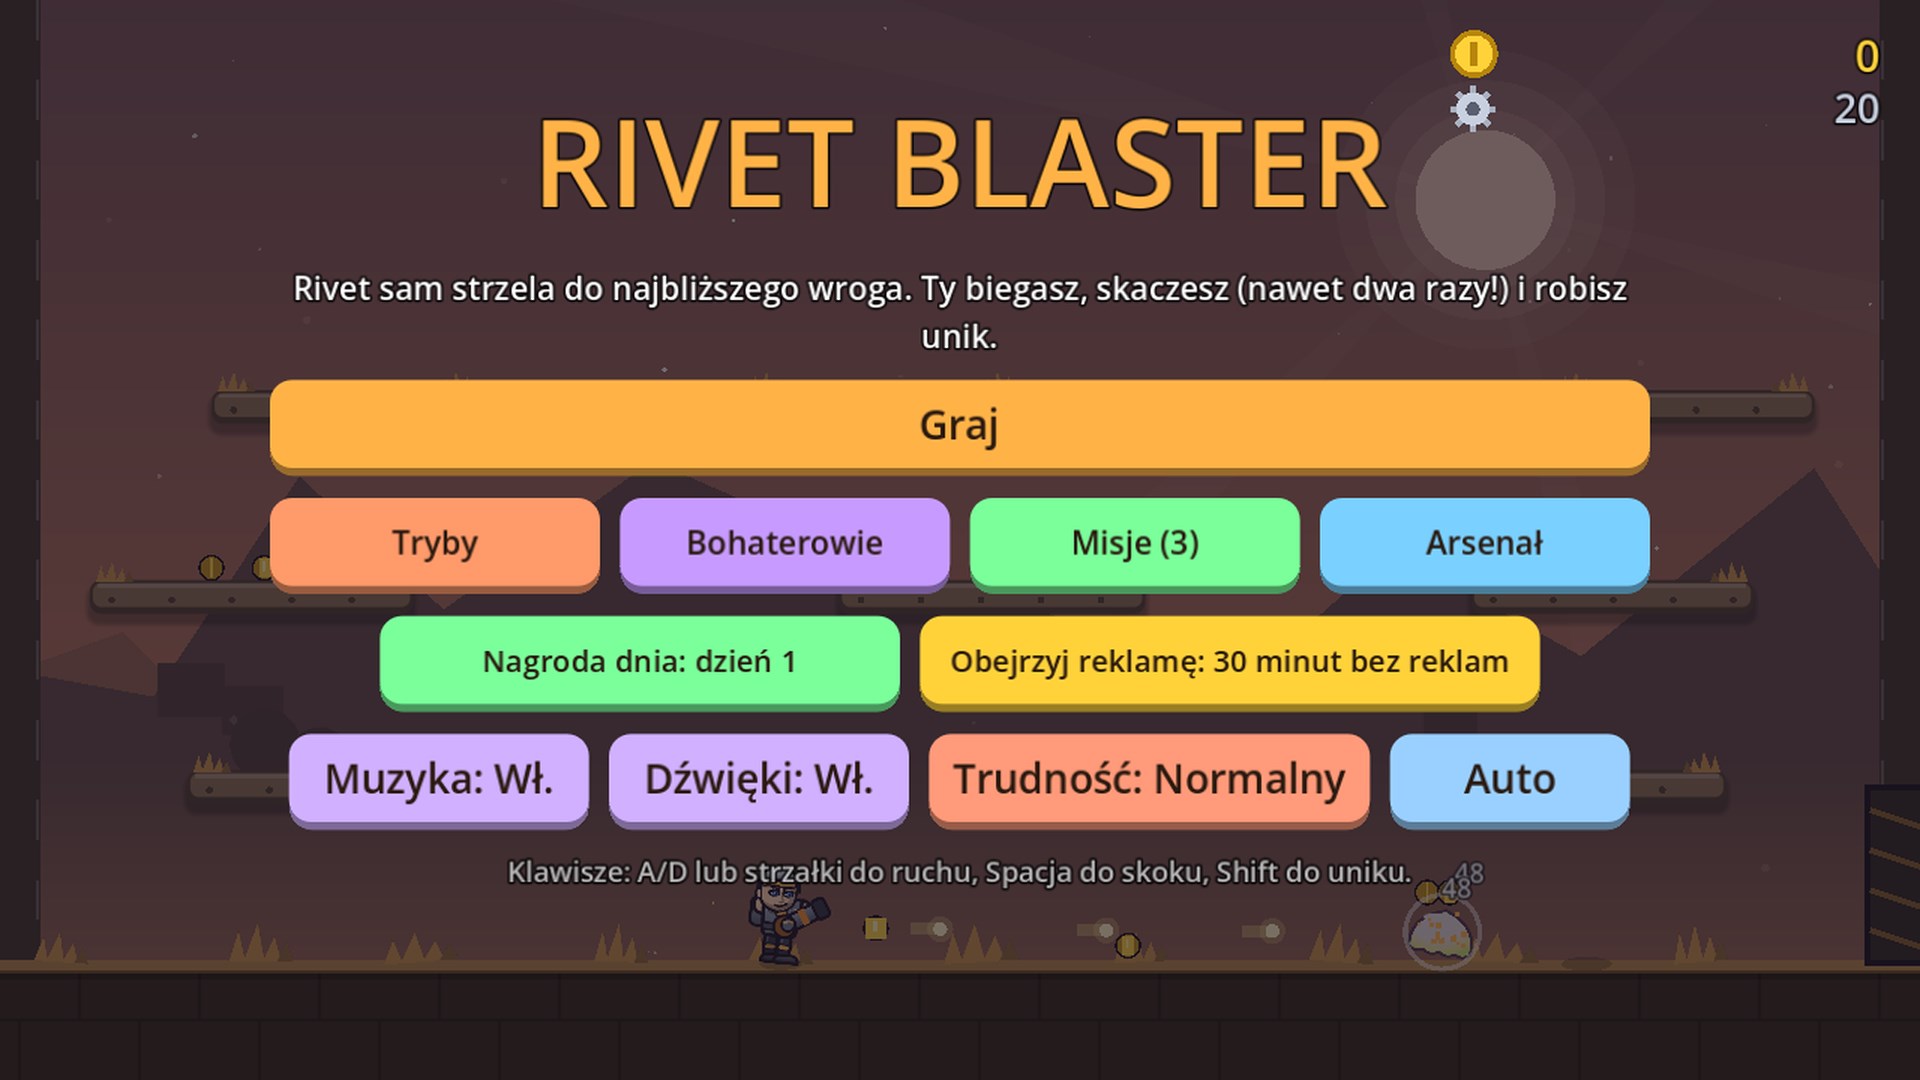 0
20
RIVET BLASTER
Rivet sam strzela do najbliższego wroga. Ty biegasz, skaczesz (nawet dwa razy!) i robisz
unik.
Graj
Tryby
Bohaterowie
Misje (3)
Arsenał
Nagroda dnia: dzień 1
Obejrzyj reklamę: 30 minut bez reklam
Muzyka: Wł.
Dźwięki: Wł.
Trudność: Normalny
Auto
Klawisze: A/D lub strzałki do ruchu, Spacja do skoku, Shift do uniku.
48
48